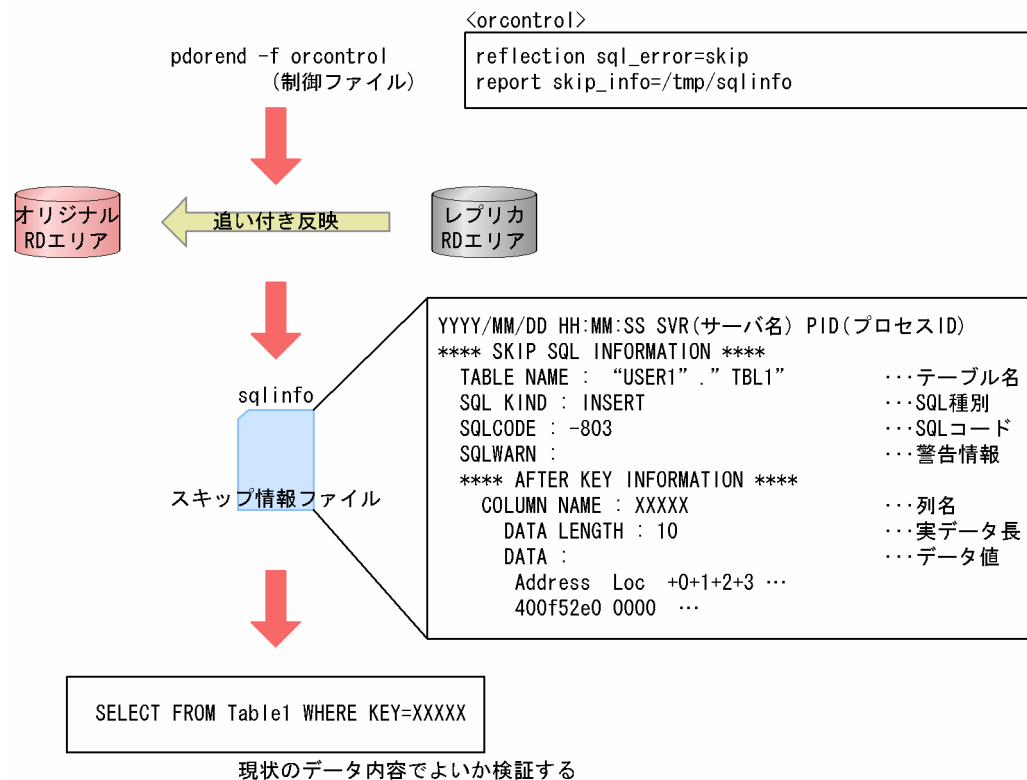 <orcontrol>
pdorend -f orcontrol
(制御ファイル)
reflection sql_error=skip
report skip_info=/tmp/sqlinfo
オリジナル
RDエリア
追い付き反映
レプリカ
RDエリア
sqlinfo
スキップ情報ファイル
YYYY/MM/DD HH:MM:SS SVR(サーバ名) PID(プロセスID)
**** SKIP SQL INFORMATION ****
TABLE NAME : “USER1”.”TBL1” ···テーブル名
SQL KIND : INSERT ···SQL種別
SQLCODE : -803 ···SQLコード
SQLWARN : ···警告情報
**** AFTER KEY INFORMATION ****
COLUMN NAME : XXXXX ···列名
DATA LENGTH : 10 ···実データ長
DATA : ···データ値
Address Loc +0+1+2+3 …
400f52e0 0000 …
SELECT FROM Table1 WHERE KEY=XXXXX
現状のデータ内容でよいか検証する